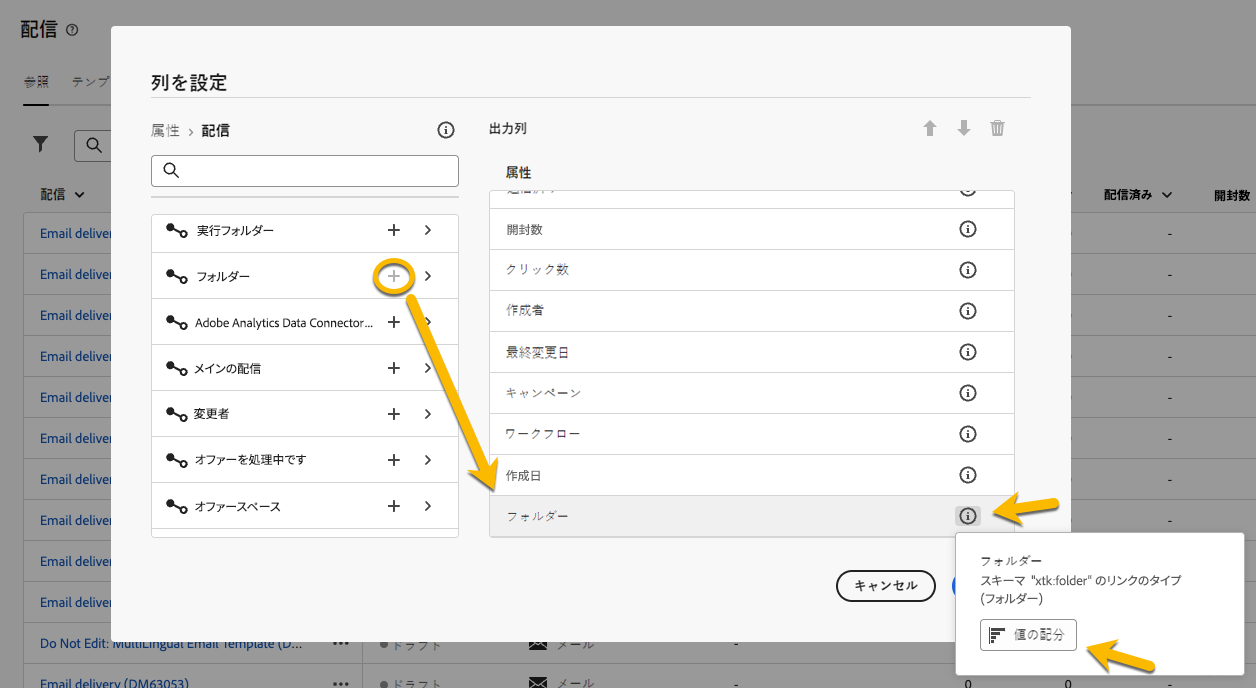 配信
参照 テンプ
列を設定
属性 › 配信
出力列
属性
配信
配信済み
開封数
実行フォルダー
フォルダー
Adobe Analytics Data Connector...
メインの配信
変更者
オファーを処理中です
オファースペース
開封数
クリック数
作成者
最終変更日
キャンペーン
ワークフロー
作成日
フォルダー
Email deliver
Email deliver
Email deliver
Email deliver
Email deliver
Email deliver
Email deliver
Email deliver
Email deliver
Email deliver
キャンセル
フォルダー
スキーマ "xtk:folder" のリンクのタイプ
(フォルダー)
値の配分
Do Not Edit: MultiLingual Email Template (D... ••• ドラフト メール -
Email delivery (DM63053) ••• ドラフト メール - 0 0 -